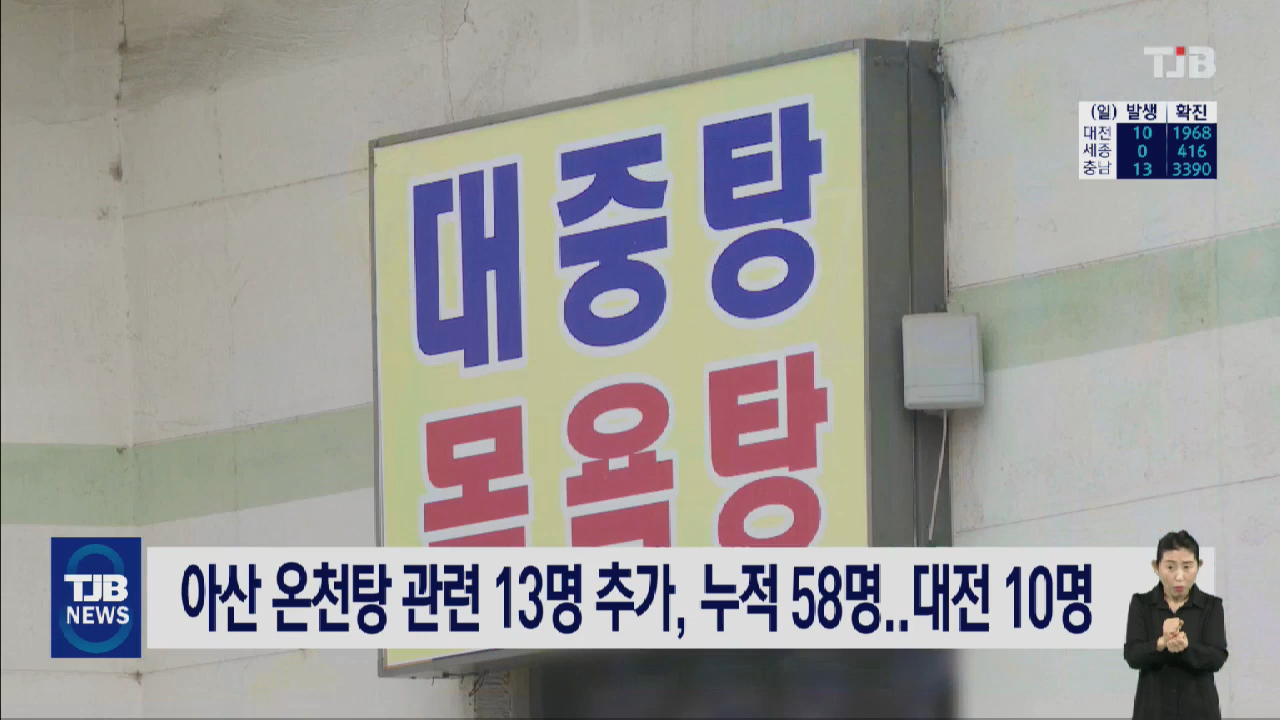 TJB
(일) 발생 확진
대전 10 1968
세종 0 416
충남 13 3390
대중탕
목욕탕
TJB
NEWS
아산 온천탕 관련 13명 추가, 누적 58명..대전 10명